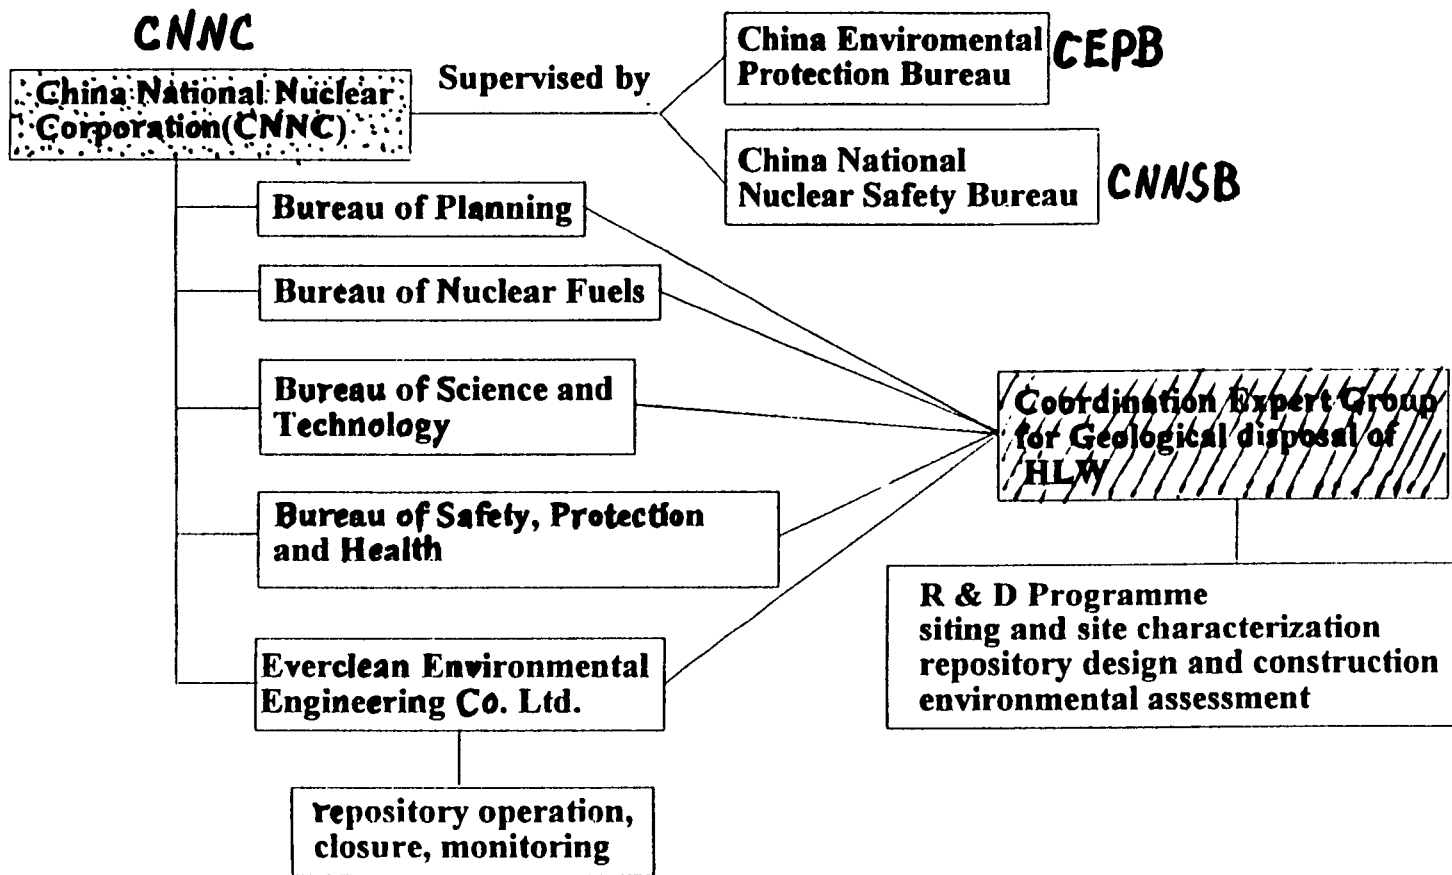 CNNC
China National Nuclear
Corporation(CNNC)
Supervised by
China Enviromental
Protection Bureau
CEPB
China National
Nuclear Safety Bureau
CNNSB
Bureau of Planning
Bureau of Nuclear Fuels
Bureau of Science and
Technology
Bureau of Safety, Protection
and Health
Everclean Environmental
Engineering Co. Ltd.
repository operation,
closure, monitoring
Coordination Expert Group
for Geological disposal of
HLW
R & D Programme
siting and site characterization
repository design and construction
environmental assessment